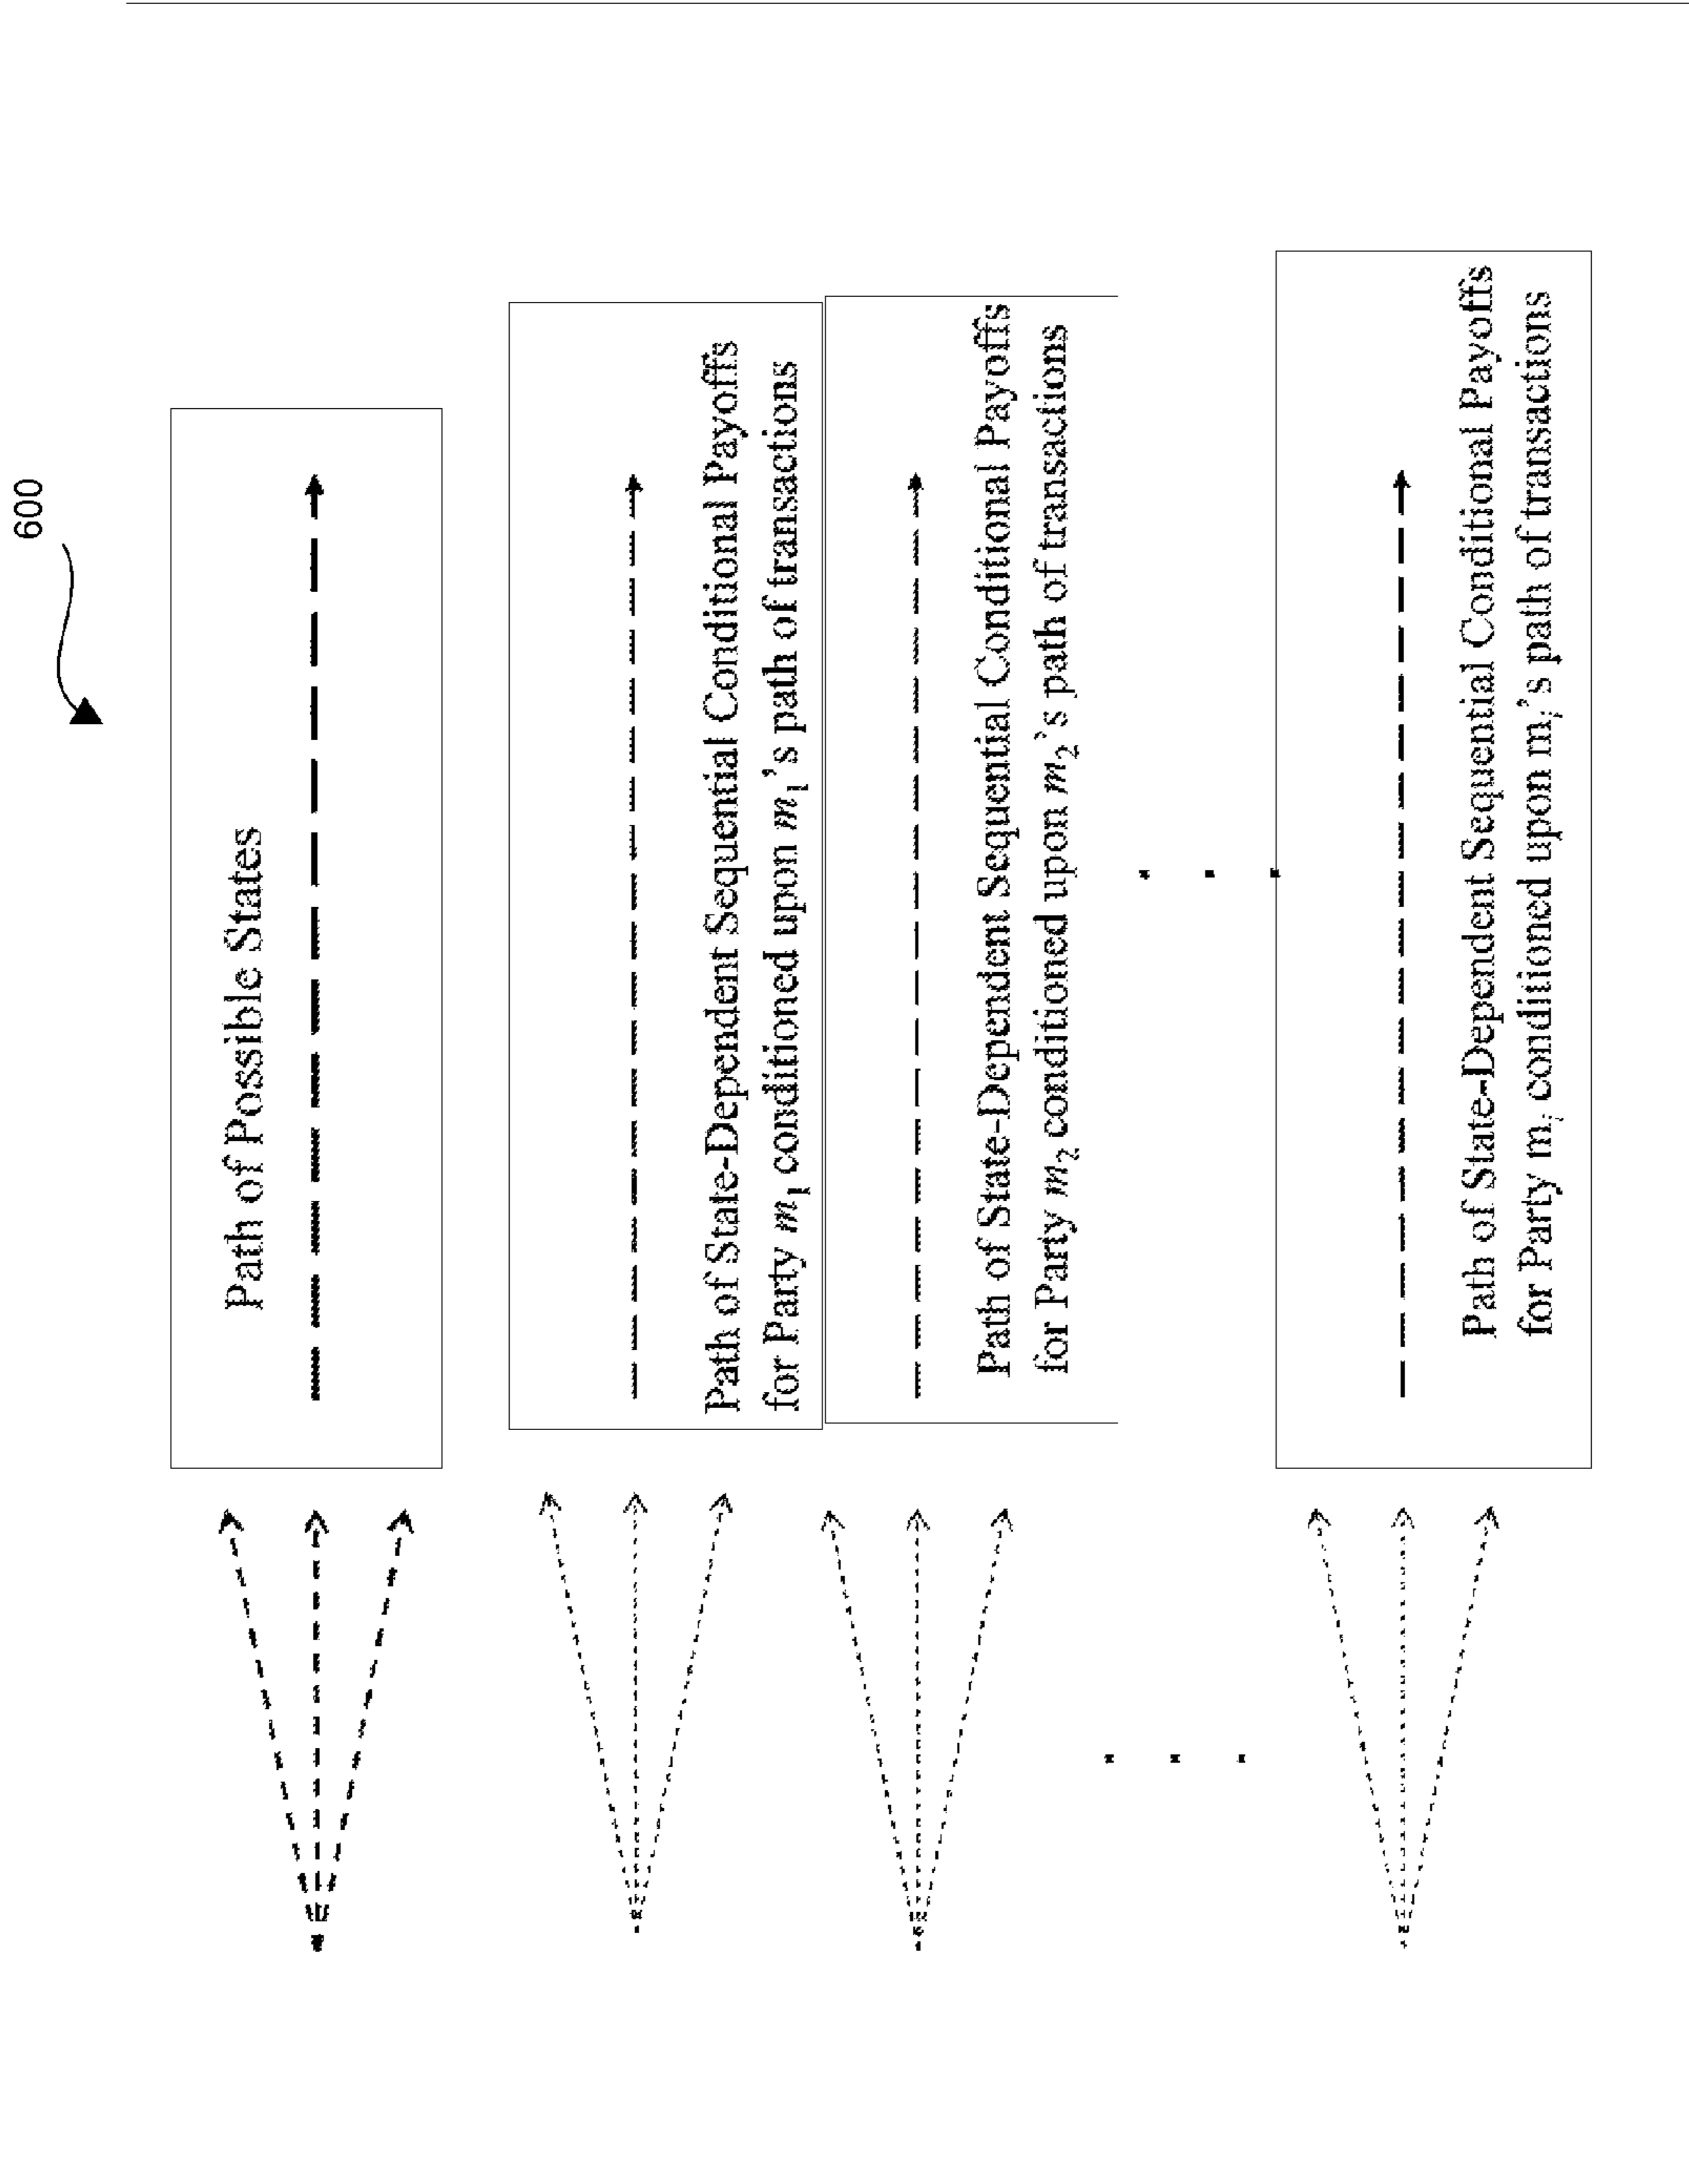 600
Path of Possible States
Path of State-Dependent Sequential Conditional Payoffs
for Party m₁ conditioned upon m₁'s path of transactions
Path of State-Dependent Sequential Conditional Payoffs
for Party m₂ conditioned upon m₂'s path of transactions
Path of State-Dependent Sequential Conditional Payoffs
for Party mᵢ conditioned upon mᵢ's path of transactions